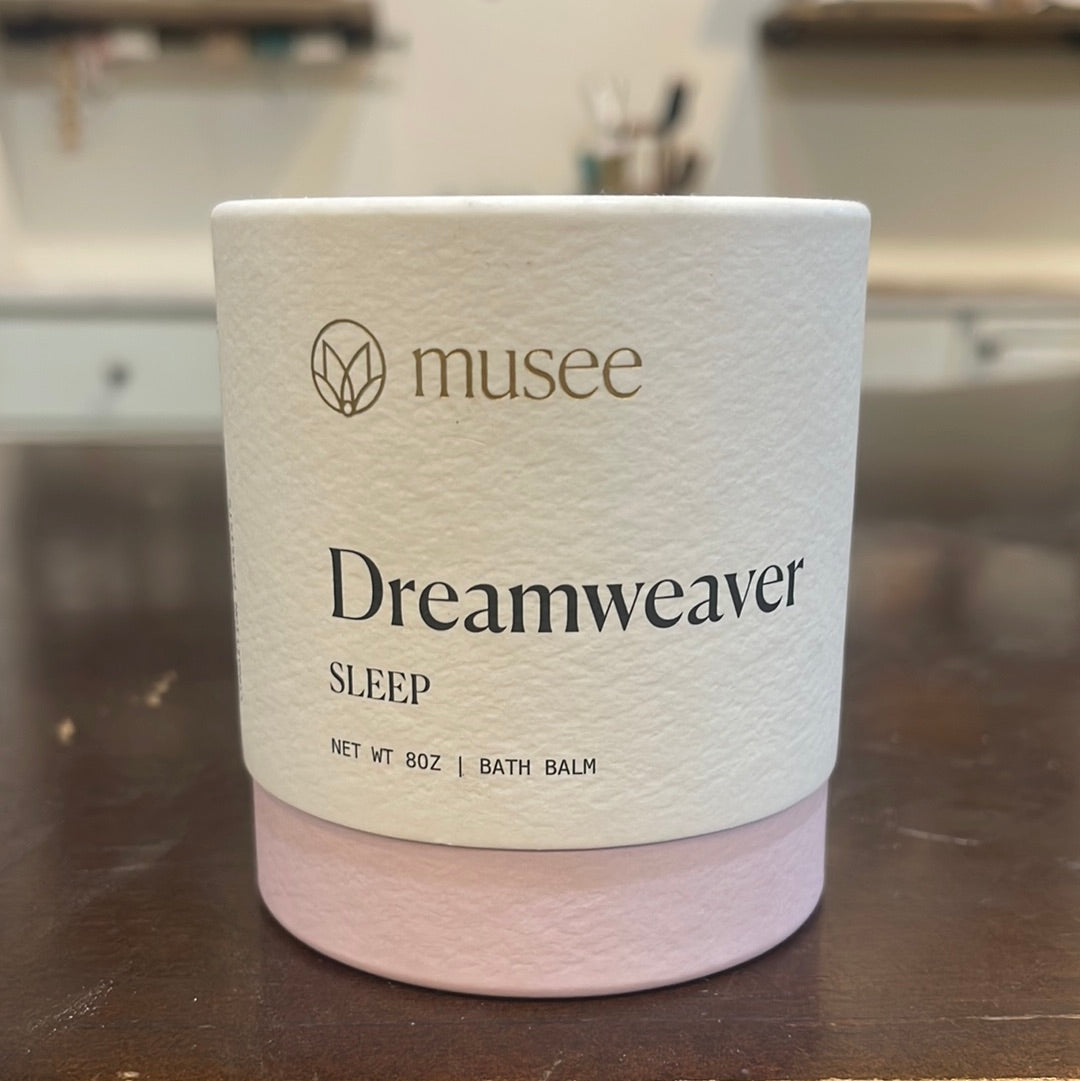 musee
Dreamweaver
SLEEP
NET WT 8OZ | BATH BALM